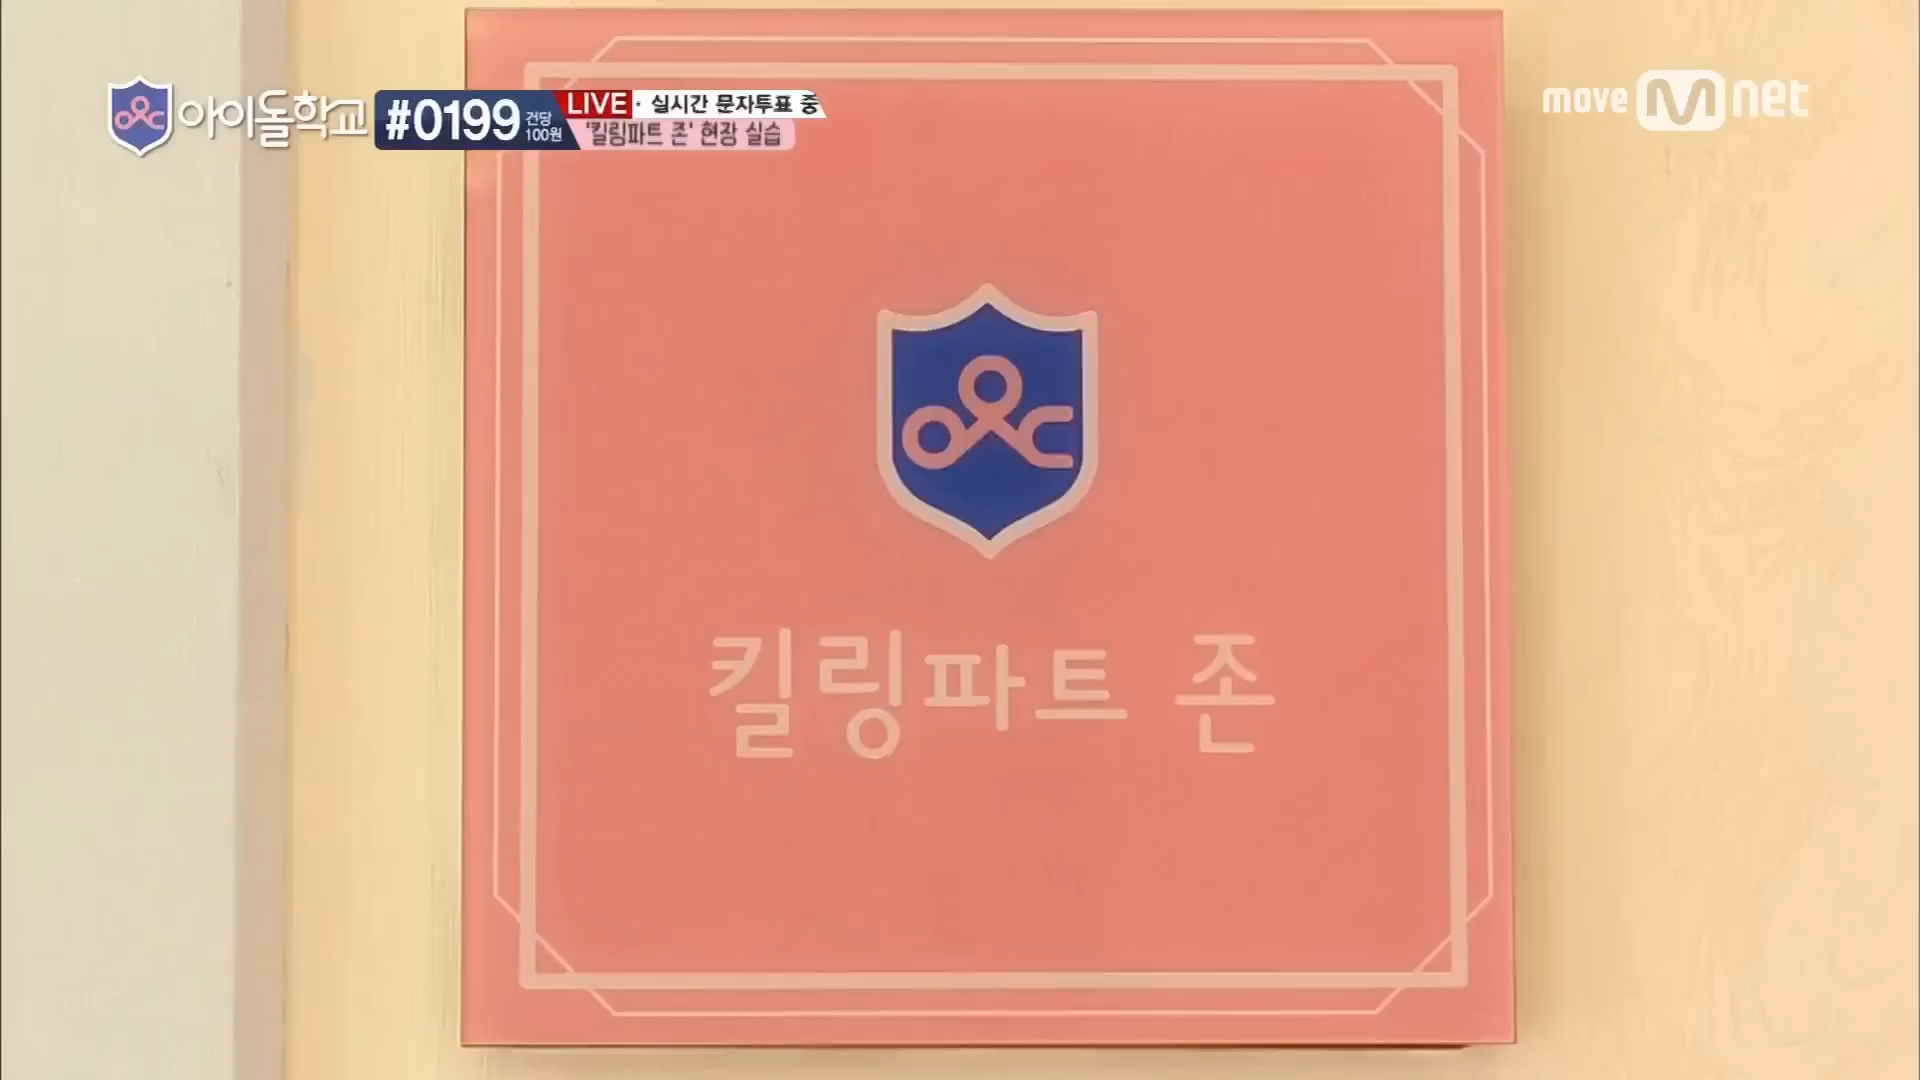 아이돌학교
#0199 건당 100원
LIVE · 실시간 문자투표 중
'킬링파트 존' 현장 실습
move Mnet
킬링파트 존